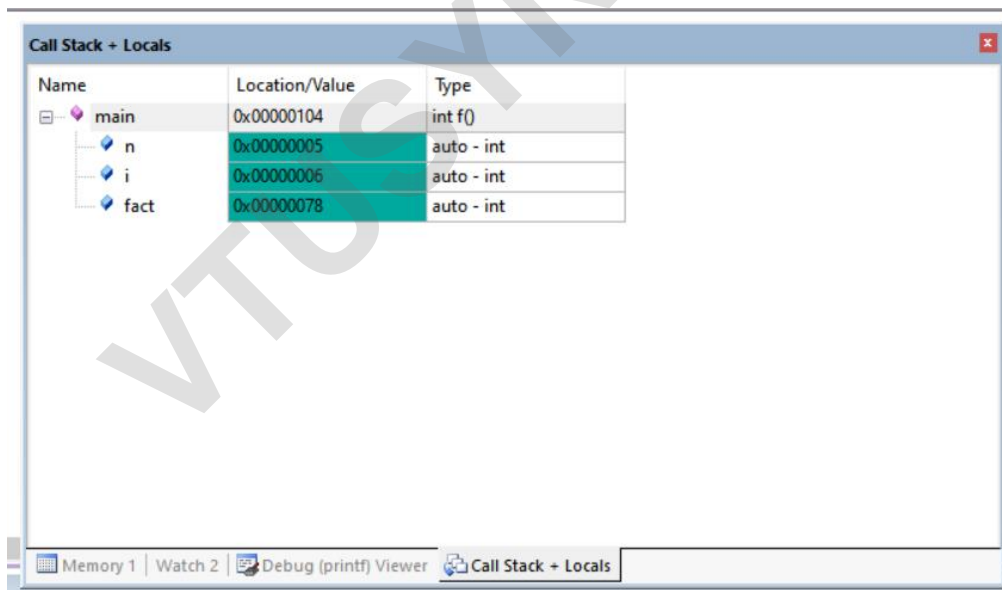 Call Stack + Locals
Name Location/Value Type
main 0x00000104 int f()
n 0x00000005 auto - int
i 0x00000006 auto - int
fact 0x00000078 auto - int
VTUSYN
Memory 1 | Watch 2 | Debug (printf) Viewer Call Stack + Locals